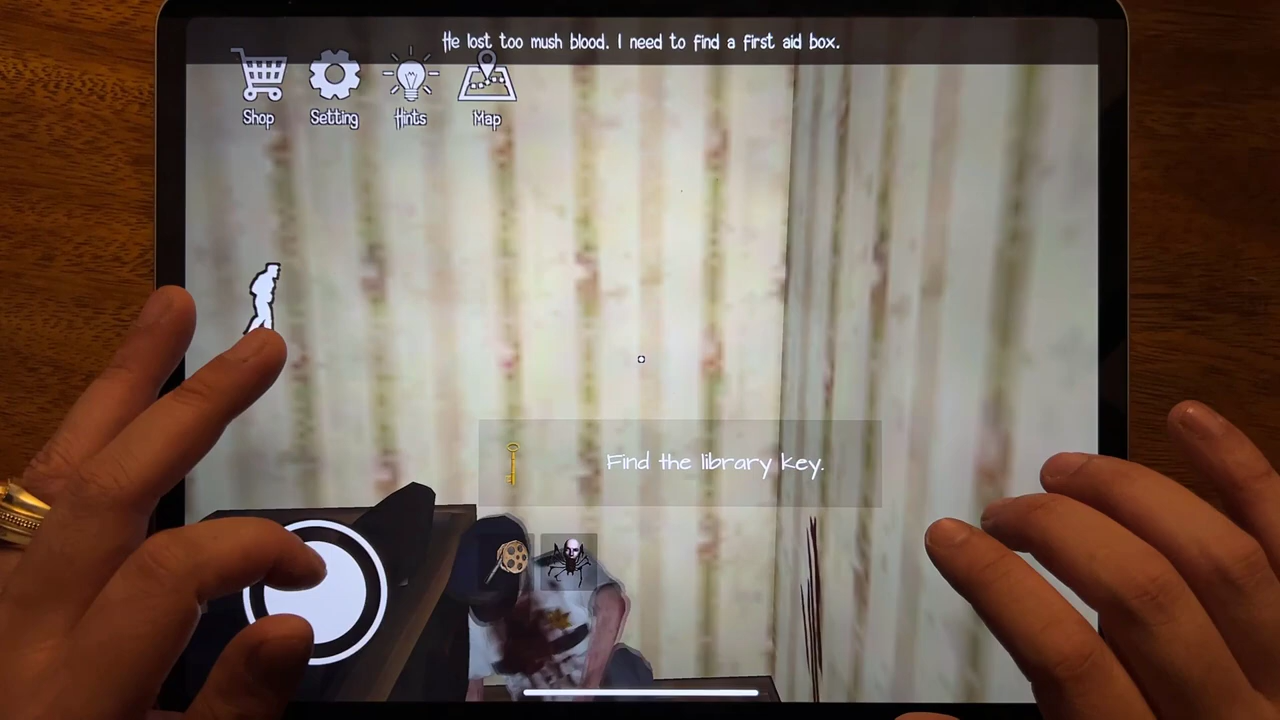 He lost too mush blood. I need to find a first aid box.
Shop Setting Hints Map
Find the library key.